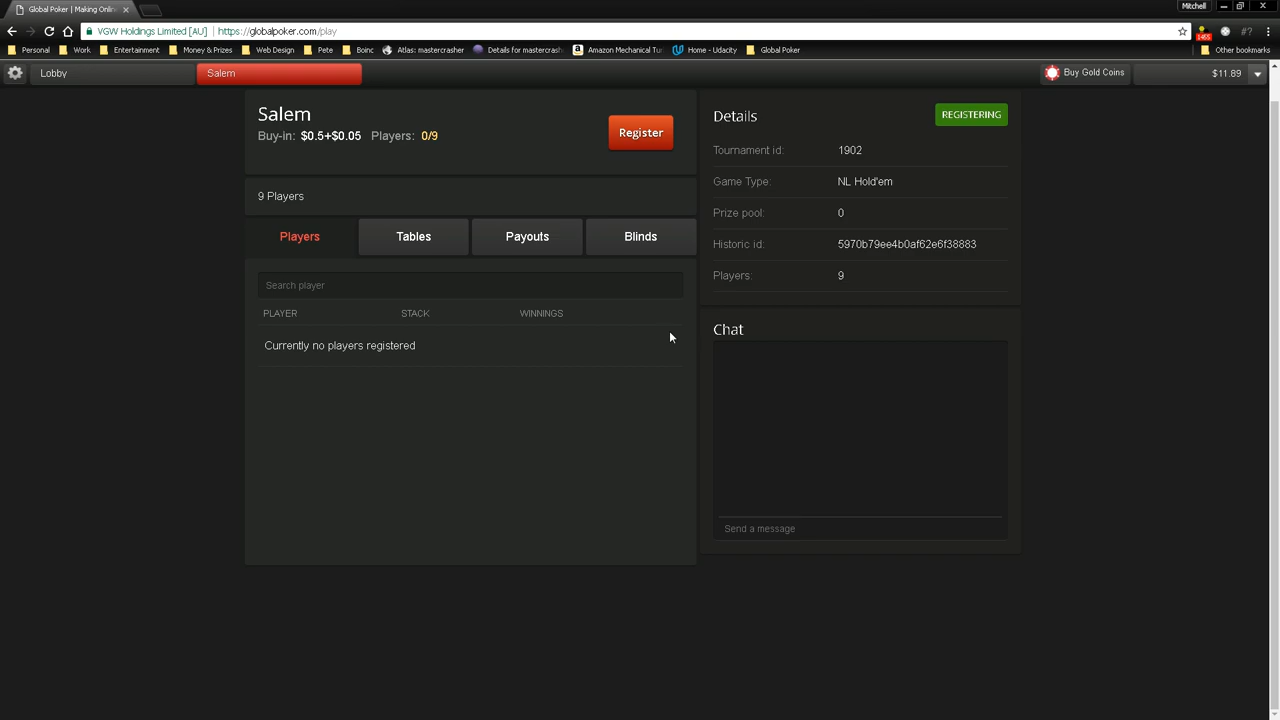 Global Poker | Making Onlin
Mitchell
VGW Holdings Limited [AU] https://globalpoker.com/play
1455
#?
Personal Work Entertainment Money & Prizes Web Design Pete Boinc Atlas: mastercrasher Details for mastercrash Amazon Mechanical Tur Home - Udacity Global Poker Other bookmarks
Lobby Salem Buy Gold Coins $11.89
Salem
Buy-in: $0.5+$0.05 Players: 0/9
Register
9 Players
Players Tables Payouts Blinds
Search player
PLAYER STACK WINNINGS
Currently no players registered
Details REGISTERING
Tournament id: 1902
Game Type: NL Hold'em
Prize pool: 0
Historic id: 5970b79ee4b0af62e6f38883
Players: 9
Chat
Send a message